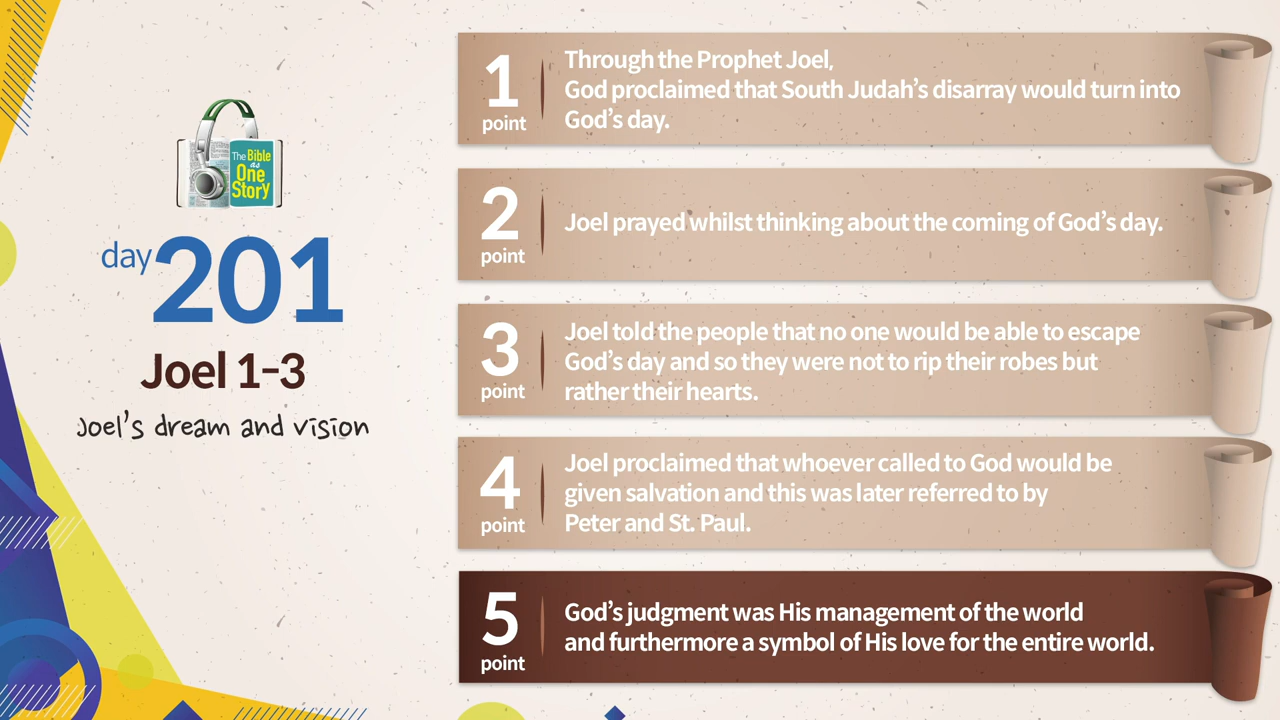 The Bible
as
One
Story
day 201
Joel 1-3
Joel's dream and vision
1
point
Through the Prophet Joel,
God proclaimed that South Judah's disarray would turn into
God's day.
2
point
Joel prayed whilst thinking about the coming of God's day.
3
point
Joel told the people that no one would be able to escape
God's day and so they were not to rip their robes but
rather their hearts.
4
point
Joel proclaimed that whoever called to God would be
given salvation and this was later referred to by
Peter and St. Paul.
5
point
God's judgment was His management of the world
and furthermore a symbol of His love for the entire world.